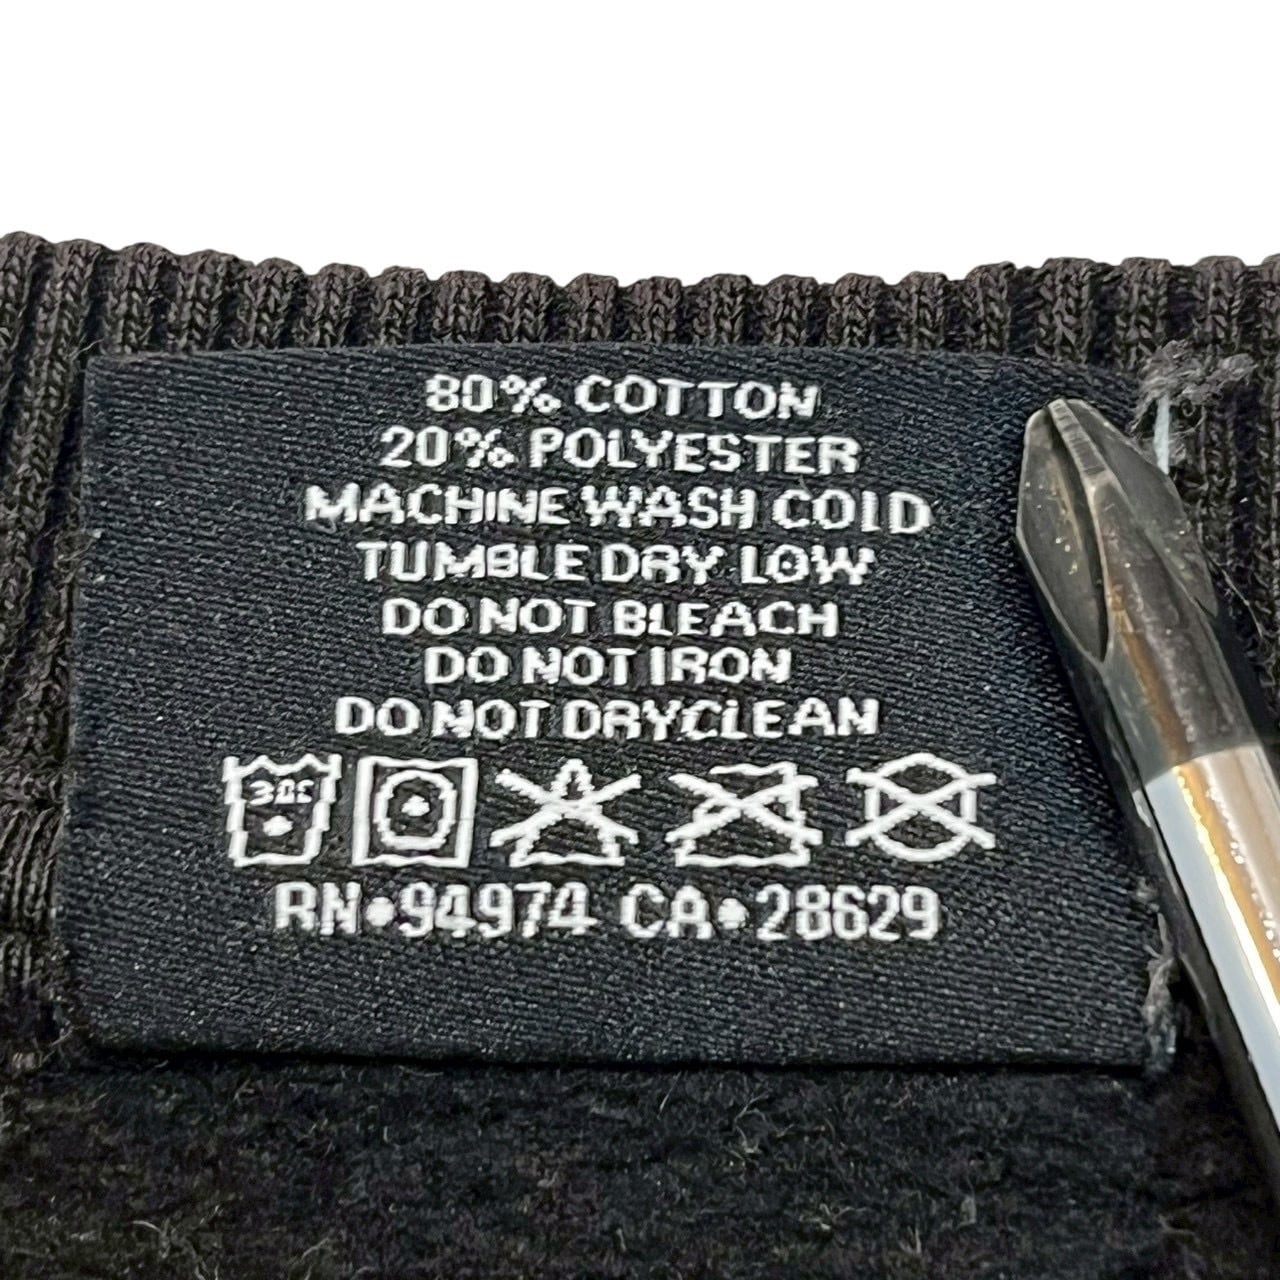 80% COTTON
20% POLYESTER
MACHINE WASH COLD
TUMBLE DRY LOW
DO NOT BLEACH
DO NOT IRON
DO NOT DRYCLEAN
30C
RN•94974 CA•28629